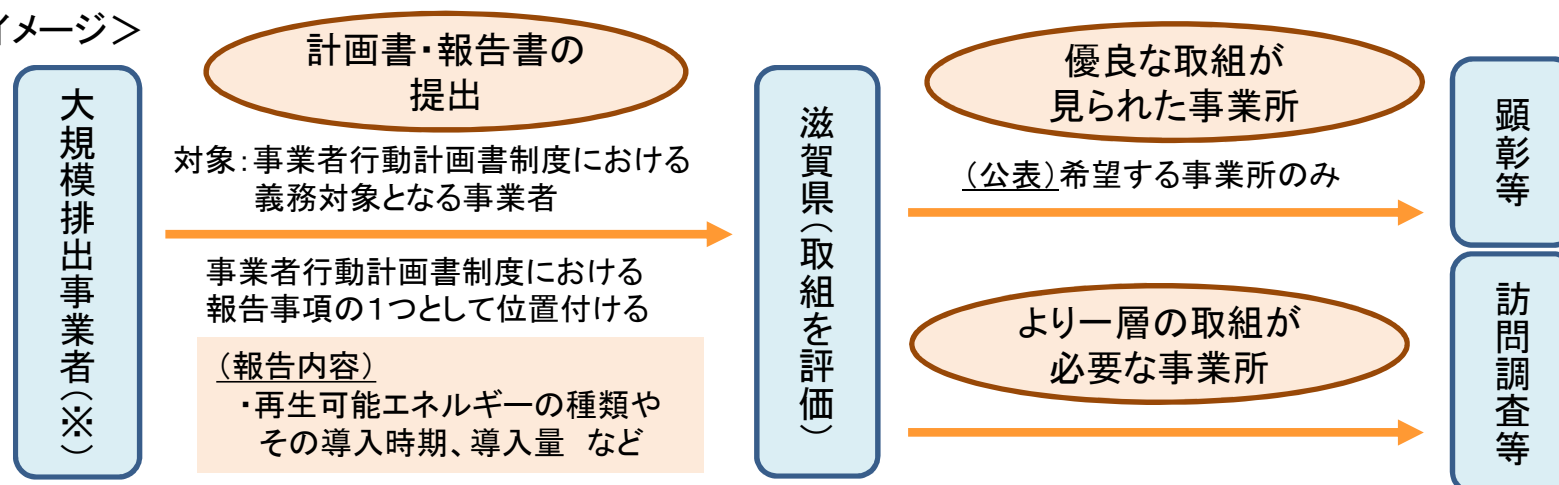 イメージ＞
大規模排出事業者（※）
計画書・報告書の
提出
対象：事業者行動計画書制度における
義務対象となる事業者
事業者行動計画書制度における
報告事項の１つとして位置付ける
（報告内容）
・再生可能エネルギーの種類や
その導入時期、導入量　など
滋賀県（取組を評価）
優良な取組が
見られた事業所
（公表）希望する事業所のみ
顕彰等
より一層の取組が
必要な事業所
訪問調査等